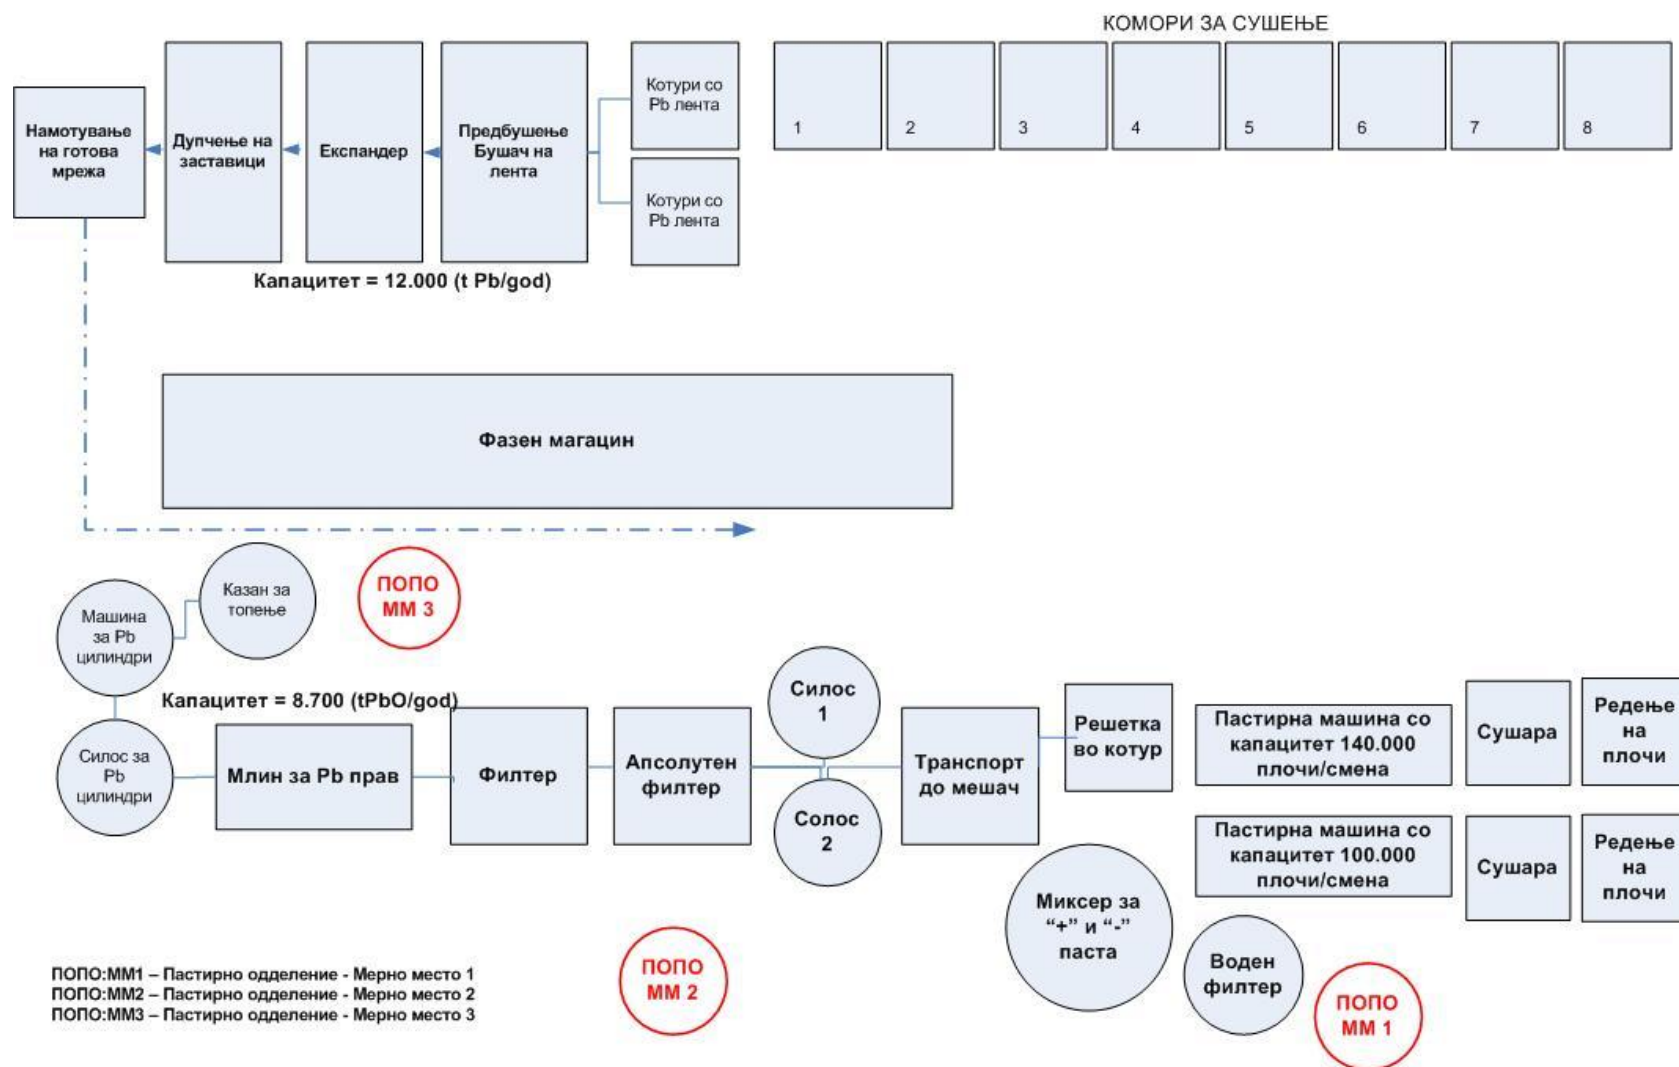 КОМОРИ ЗА СУШЕЊЕ
Намотување
на готова
мрежа
Дупчење на
заставици
Експандер
Предбушење
Бушач на
лента
Котури со
Pb лента
Котури со
Pb лента
1
2
3
4
5
6
7
8
Капацитет = 12.000 (t Pb/god)
Фазен магацин
Казан за
топење
ПОПО
ММ 3
Машина
за Pb
цилиндри
Капацитет = 8.700 (tPbO/god)
Силос за
Pb
цилиндри
Млин за Pb прав
Филтер
Апсолутен
филтер
Силос
1
Солос
2
Транспорт
до мешач
Решетка
во котур
Пастирна машина со
капацитет 140.000
плочи/смена
Сушара
Редење
на
плочи
Пастирна машина со
капацитет 100.000
плочи/смена
Сушара
Редење
на
плочи
Миксер за
“+” и “-”
паста
Воден
филтер
ПОПО
ММ 2
ПОПО
ММ 1
ПОПО:ММ1 – Пастирно одделение - Мерно место 1
ПОПО:ММ2 – Пастирно одделение - Мерно место 2
ПОПО:ММ3 – Пастирно одделение - Мерно место 3